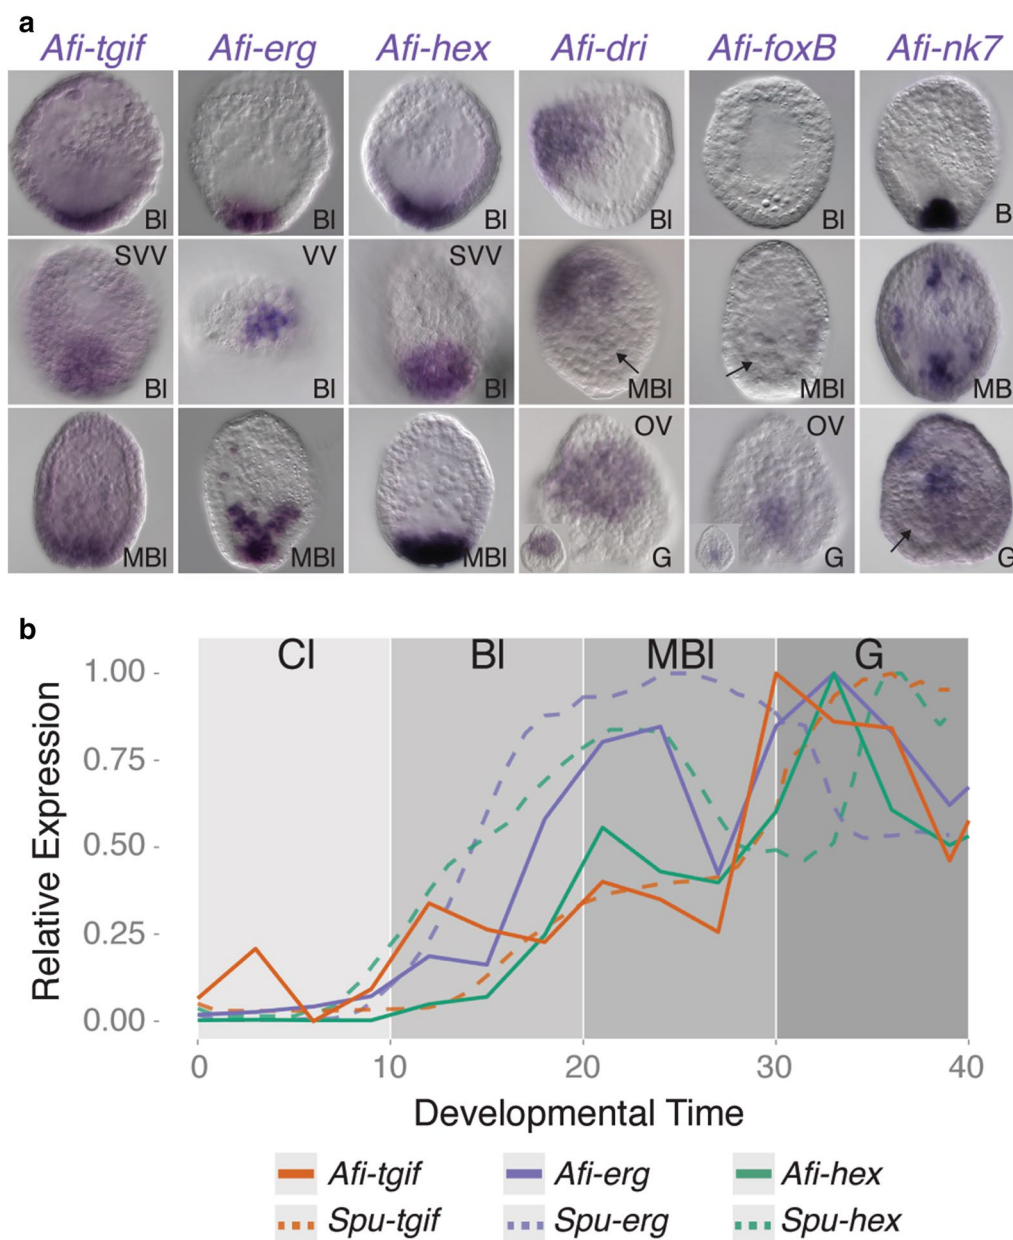 a
Afi-tgif Afi-erg Afi-hex Afi-dri Afi-foxB Afi-nk7
Bl Bl Bl Bl Bl B
SVV VV SVV
Bl Bl Bl MBl MBl MB
OV OV
MBl MBl MBl G G G
b
Cl Bl MBl G
1.00
0.75
0.50
0.25
0.00
Relative Expression
0 10 20 30 40
Developmental Time
Afi-tgif Afi-erg Afi-hex
Spu-tgif Spu-erg Spu-hex